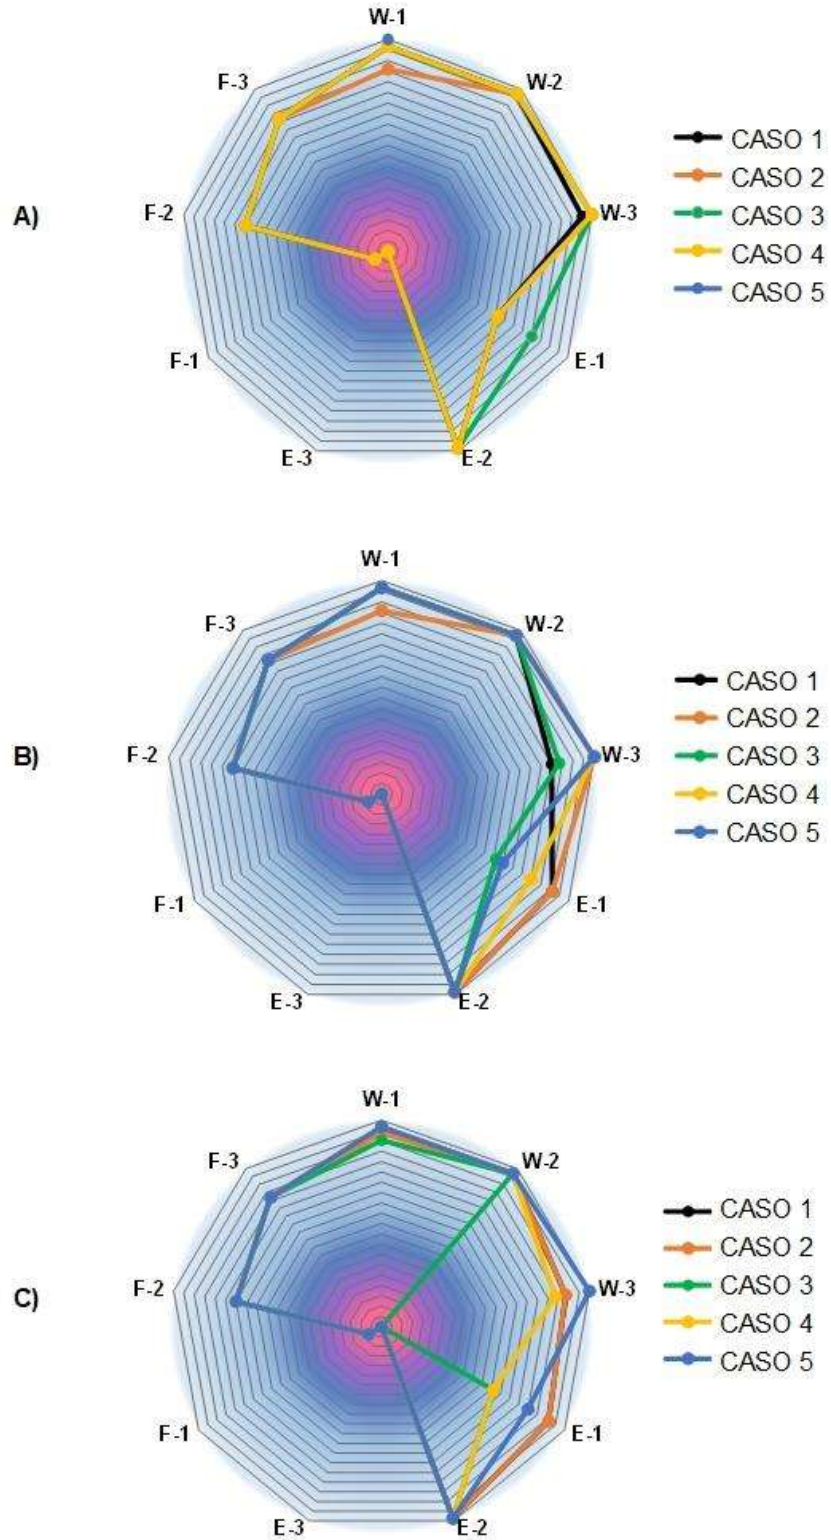 A)
W-1
W-2
W-3
E-1
E-2
E-3
F-1
F-2
F-3
CASO 1
CASO 2
CASO 3
CASO 4
CASO 5
B)
W-1
W-2
W-3
E-1
E-2
E-3
F-1
F-2
F-3
CASO 1
CASO 2
CASO 3
CASO 4
CASO 5
C)
W-1
W-2
W-3
E-1
E-2
E-3
F-1
F-2
F-3
CASO 1
CASO 2
CASO 3
CASO 4
CASO 5